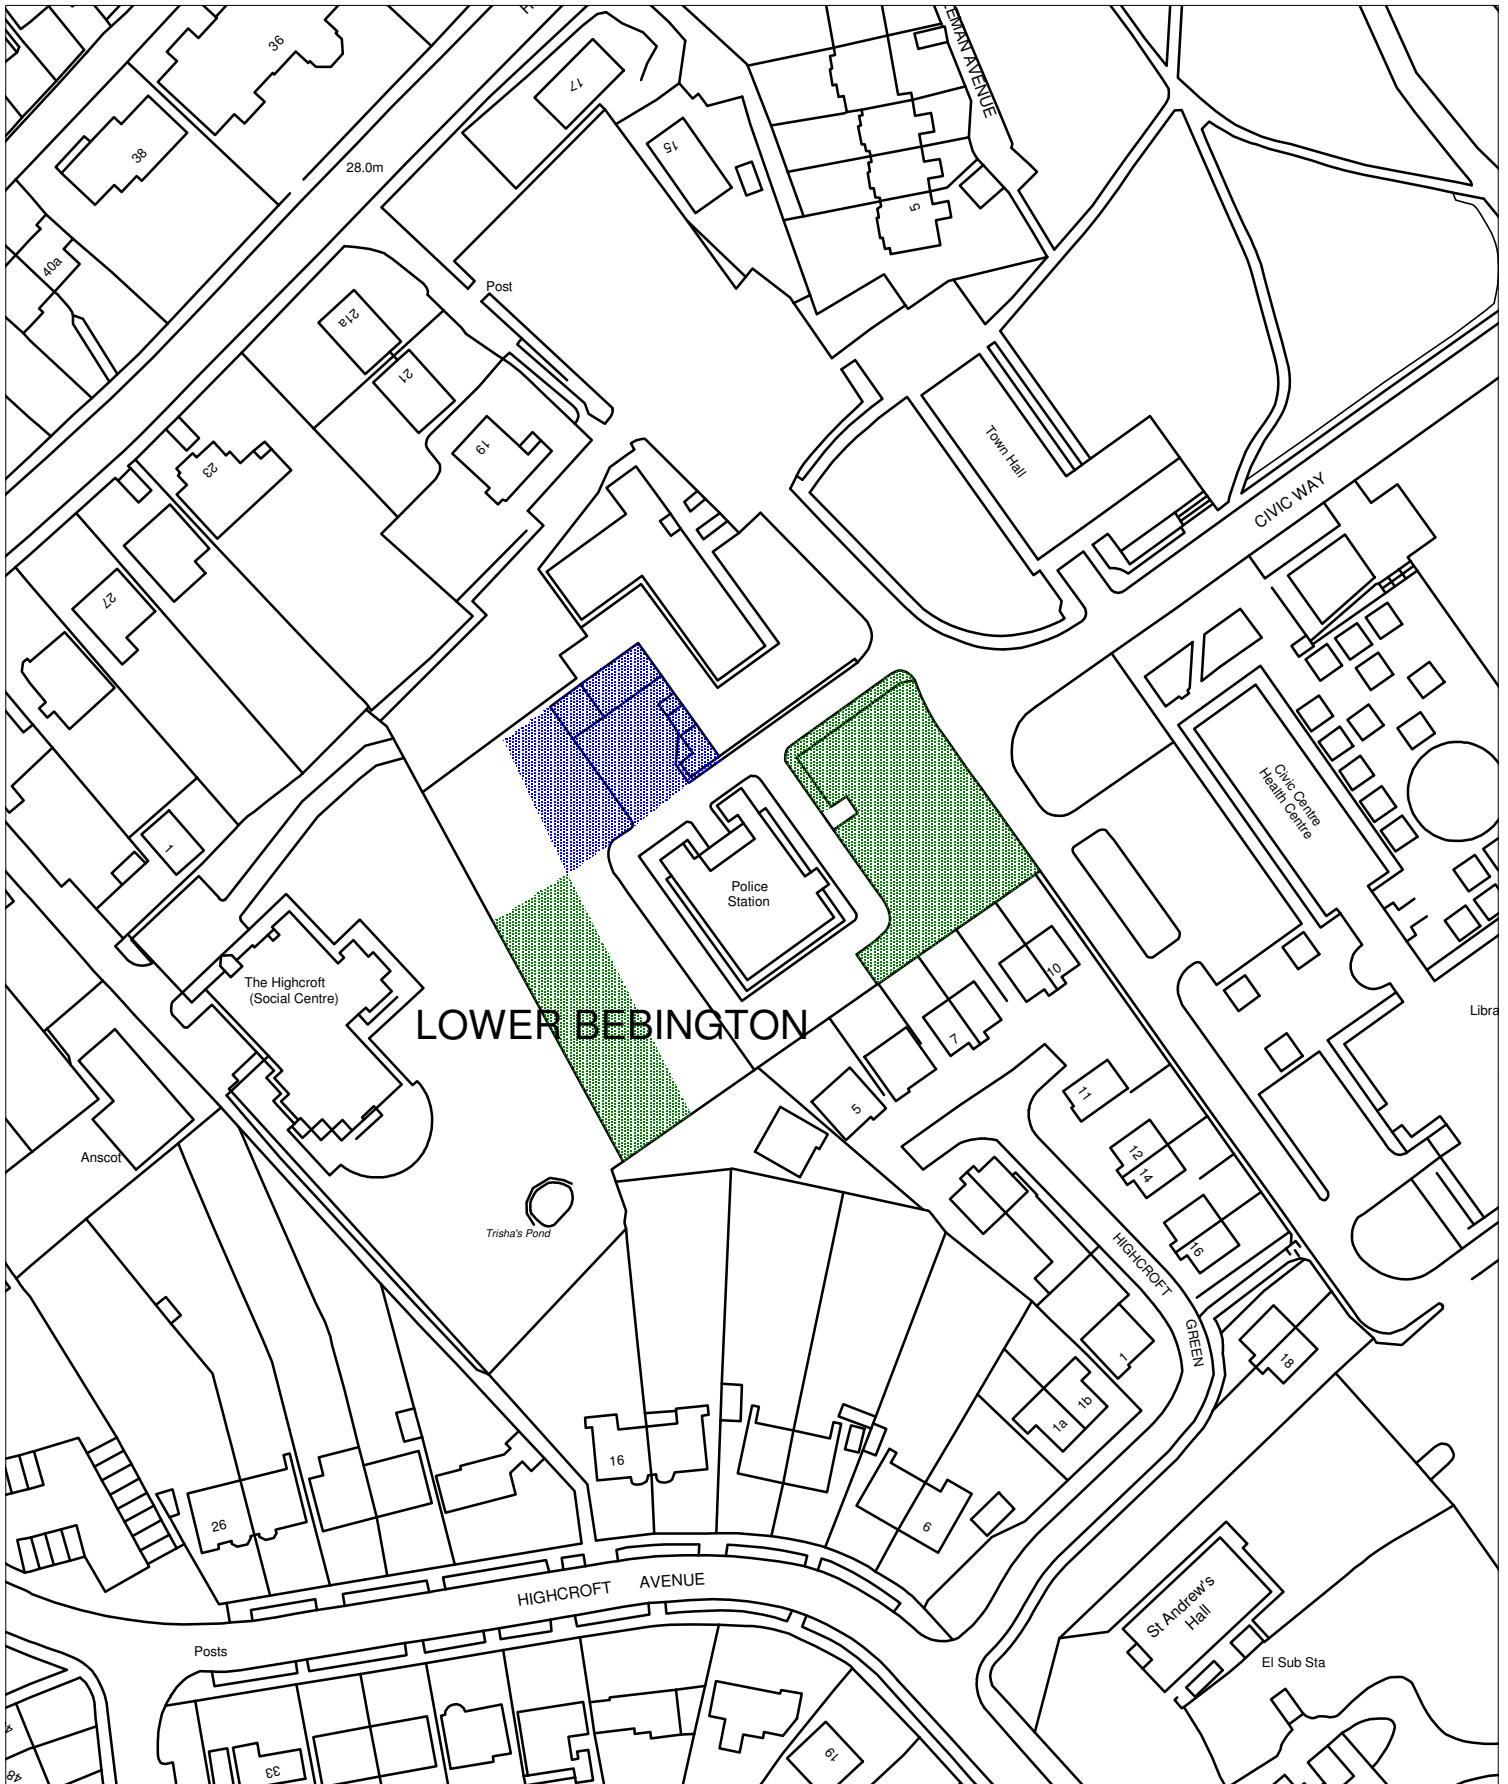 36
17
EMAN AVENUE
38
28.0m
15
5
40a
Post
21a
21
19
23
Town Hall
CIVIC WAY
27
1
Civic Centre
Health Centre
Police
Station
The Highcroft
(Social Centre)
10
Libra
LOWER BEBINGTON
7
5
11
12
14
Anscot
16
Trisha's Pond
HIGHCROFT
GREEN
1
18
1b
1a
16
26
6
HIGHCROFT AVENUE
St Andrew's
Hall
Posts
El Sub Sta
19
33
48